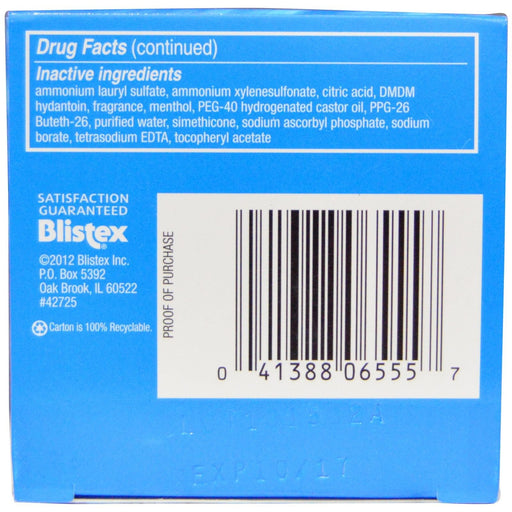 Drug Facts (continued)
Inactive ingredients
ammonium lauryl sulfate, ammonium xylenesulfonate, citric acid, DMDM
hydantoin, fragrance, menthol, PEG-40 hydrogenated castor oil, PPG-26
Buteth-26, purified water, simethicone, sodium ascorbyl phosphate, sodium
borate, tetrasodium EDTA, tocopheryl acetate
SATISFACTION
GUARANTEED
Blistex®
©2012 Blistex Inc.
P.O. Box 5392
Oak Brook, IL 60522
#42725
Carton is 100% Recyclable.
PROOF OF PURCHASE
0 41388 06555 7
EXP10/17